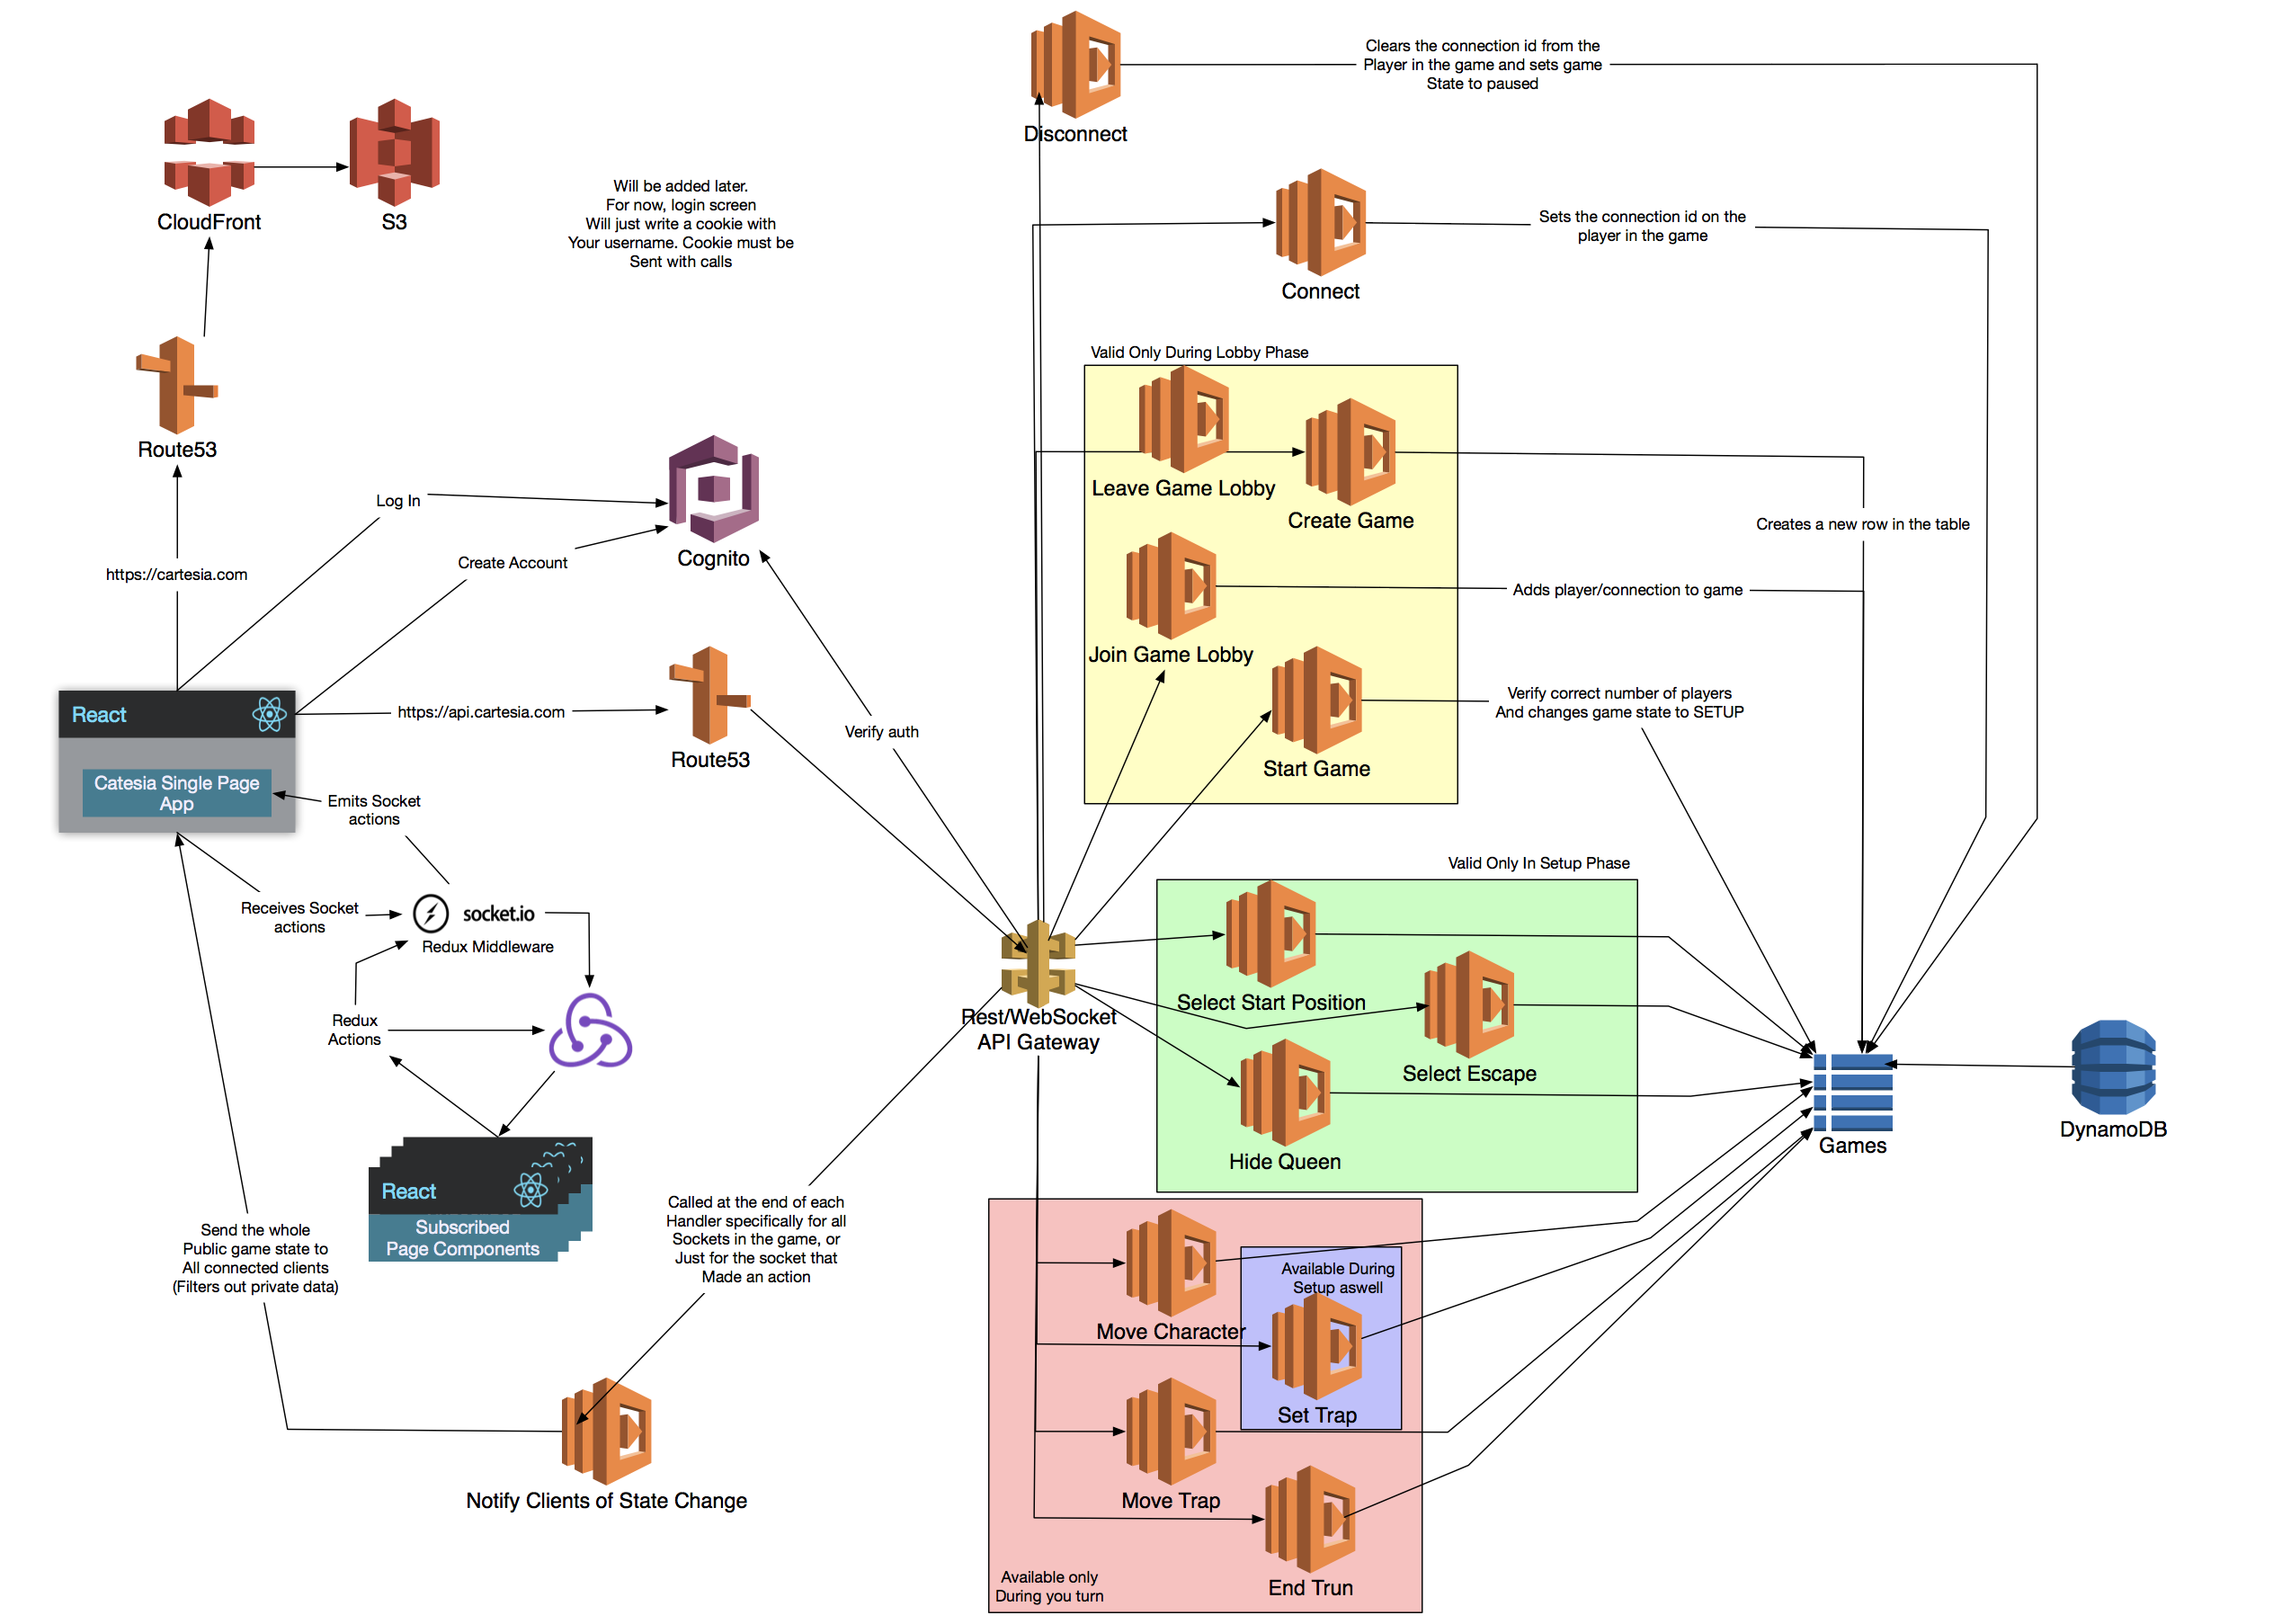 Clears the connection id from the
Player in the game and sets game
State to paused
Disconnect
CloudFront
S3
Will be added later.
For now, login screen
Will just write a cookie with
Your username. Cookie must be
Sent with calls
Sets the connection id on the
player in the game
Connect
Valid Only During Lobby Phase
Route53
Leave Game Lobby
Create Game
Log In
Creates a new row in the table
Cognito
Create Account
https://cartesia.com
Adds player/connection to game
Join Game Lobby
Verify correct number of players
And changes game state to SETUP
React
https://api.cartesia.com
Verify auth
Route53
Start Game
Catesia Single Page
App
Emits Socket
actions
Valid Only In Setup Phase
Receives Socket
actions
socket.io
Redux Middleware
Select Start Position
Rest/WebSocket
API Gateway
Redux
Actions
Select Escape
Hide Queen
Games
DynamoDB
React
Subscribed
Page Components
Called at the end of each
Handler specifically for all
Sockets in the game, or
Just for the socket that
Made an action
Send the whole
Public game state to
All connected clients
(Filters out private data)
Available During
Setup aswell
Move Character
Set Trap
Move Trap
Notify Clients of State Change
End Trun
Available only
During you turn